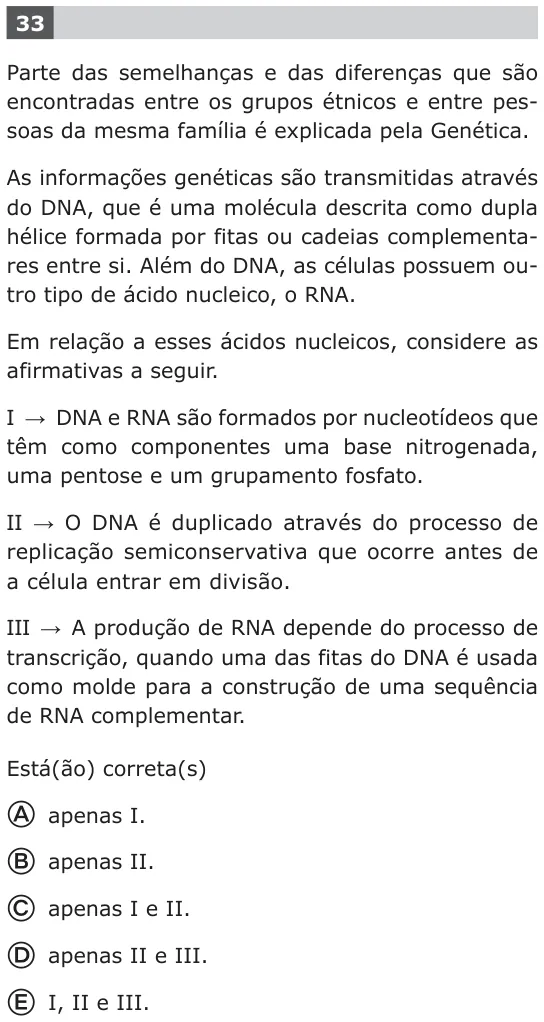 33
Parte das semelhanças e das diferenças que são
encontradas entre os grupos étnicos e entre pes-
soas da mesma família é explicada pela Genética.
As informações genéticas são transmitidas através
do DNA, que é uma molécula descrita como dupla
hélice formada por fitas ou cadeias complementa-
res entre si. Além do DNA, as células possuem ou-
tro tipo de ácido nucleico, o RNA.
Em relação a esses ácidos nucleicos, considere as
afirmativas a seguir.
I → DNA e RNA são formados por nucleotídeos que
têm como componentes uma base nitrogenada,
uma pentose e um grupamento fosfato.
II → O DNA é duplicado através do processo de
replicação semiconservativa que ocorre antes de
a célula entrar em divisão.
III → A produção de RNA depende do processo de
transcrição, quando uma das fitas do DNA é usada
como molde para a construção de uma sequência
de RNA complementar.
Está(ão) correta(s)
A apenas I.
B apenas II.
C apenas I e II.
D apenas II e III.
E I, II e III.